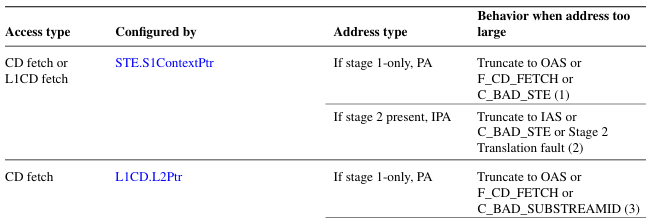 Access type Configured by Address type Behavior when address too large
CD fetch or L1CD fetch STE.S1ContextPtr If stage 1-only, PA Truncate to OAS or
F_CD_FETCH or
C_BAD_STE (1)
If stage 2 present, IPA Truncate to IAS or
C_BAD_STE or Stage 2
Translation fault (2)
CD fetch L1CD.L2Ptr If stage 1-only, PA Truncate to OAS or
F_CD_FETCH or
C_BAD_SUBSTREAMID (3)